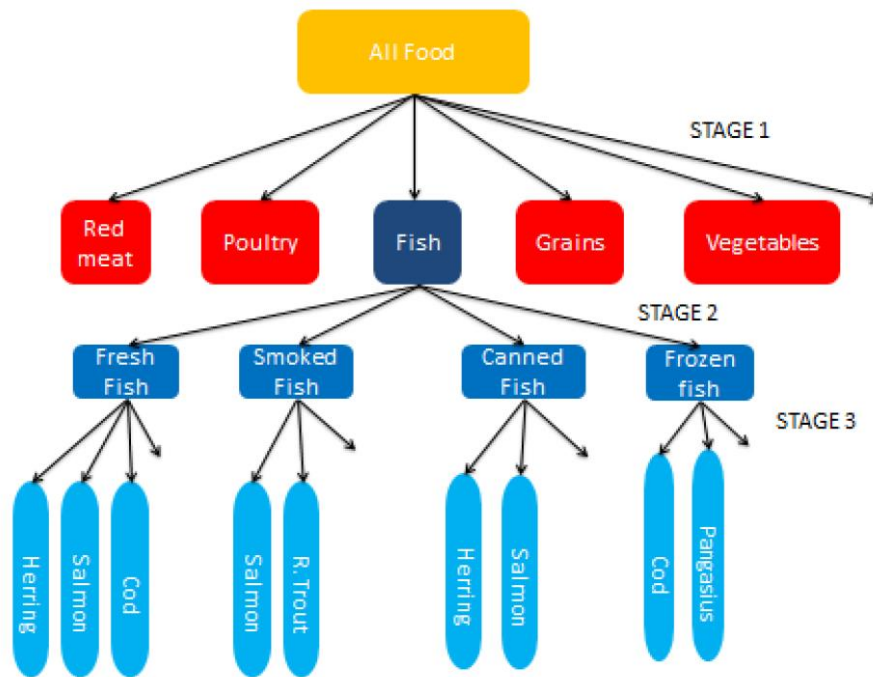 All Food
STAGE 1
Red
meat
Poultry
Fish
Grains
Vegetables
STAGE 2
Fresh
Fish
Smoked
Fish
Canned
Fish
Frozen
fish
STAGE 3
Herring
Salmon
Cod
Salmon
R. Trout
Herring
Salmon
Cod
Pangasius